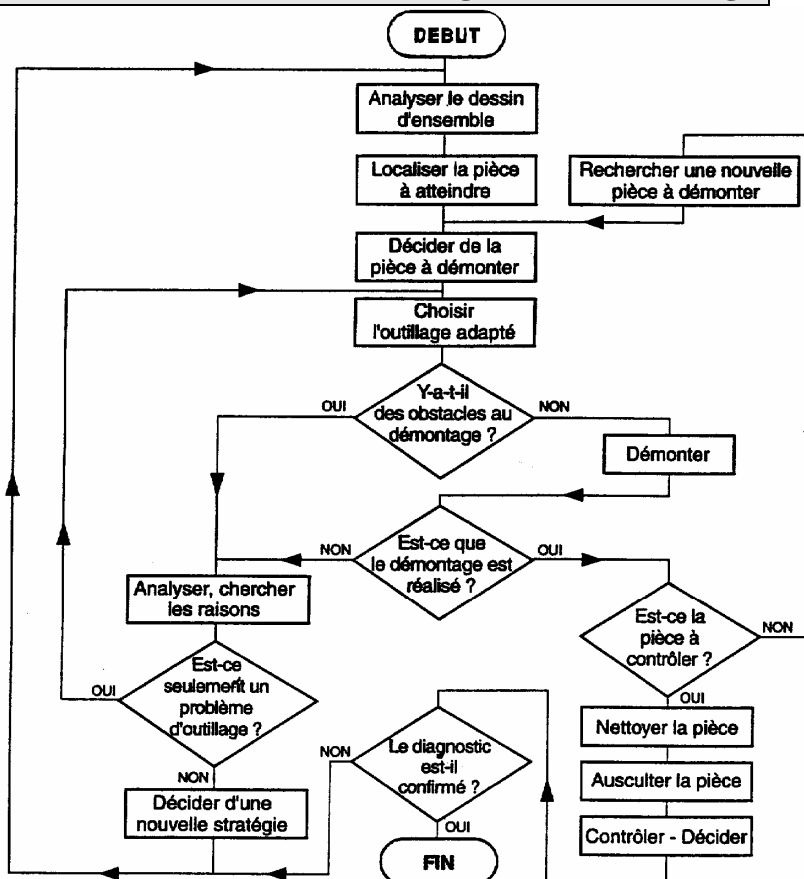 DEBUT
Analyser le dessin
d'ensemble
Localiser la pièce
à atteindre
Rechercher une nouvelle
pièce à démonter
Décider de la
pièce à démonter
Choisir
l'outillage adapté
Y-a-t-il
des obstacles au
démontage ?
OUI
NON
Démonter
Est-ce que
le démontage est
réalisé ?
NON
OUI
Analyser, chercher
les raisons
Est-ce la
pièce à
contrôler ?
NON
OUI
Est-ce
seulement un
problème
d'outillage ?
OUI
NON
Nettoyer la pièce
Le diagnostic
est-il
confirmé ?
NON
OUI
Ausculter la pièce
Décider d'une
nouvelle stratégie
Contrôler - Décider
FIN